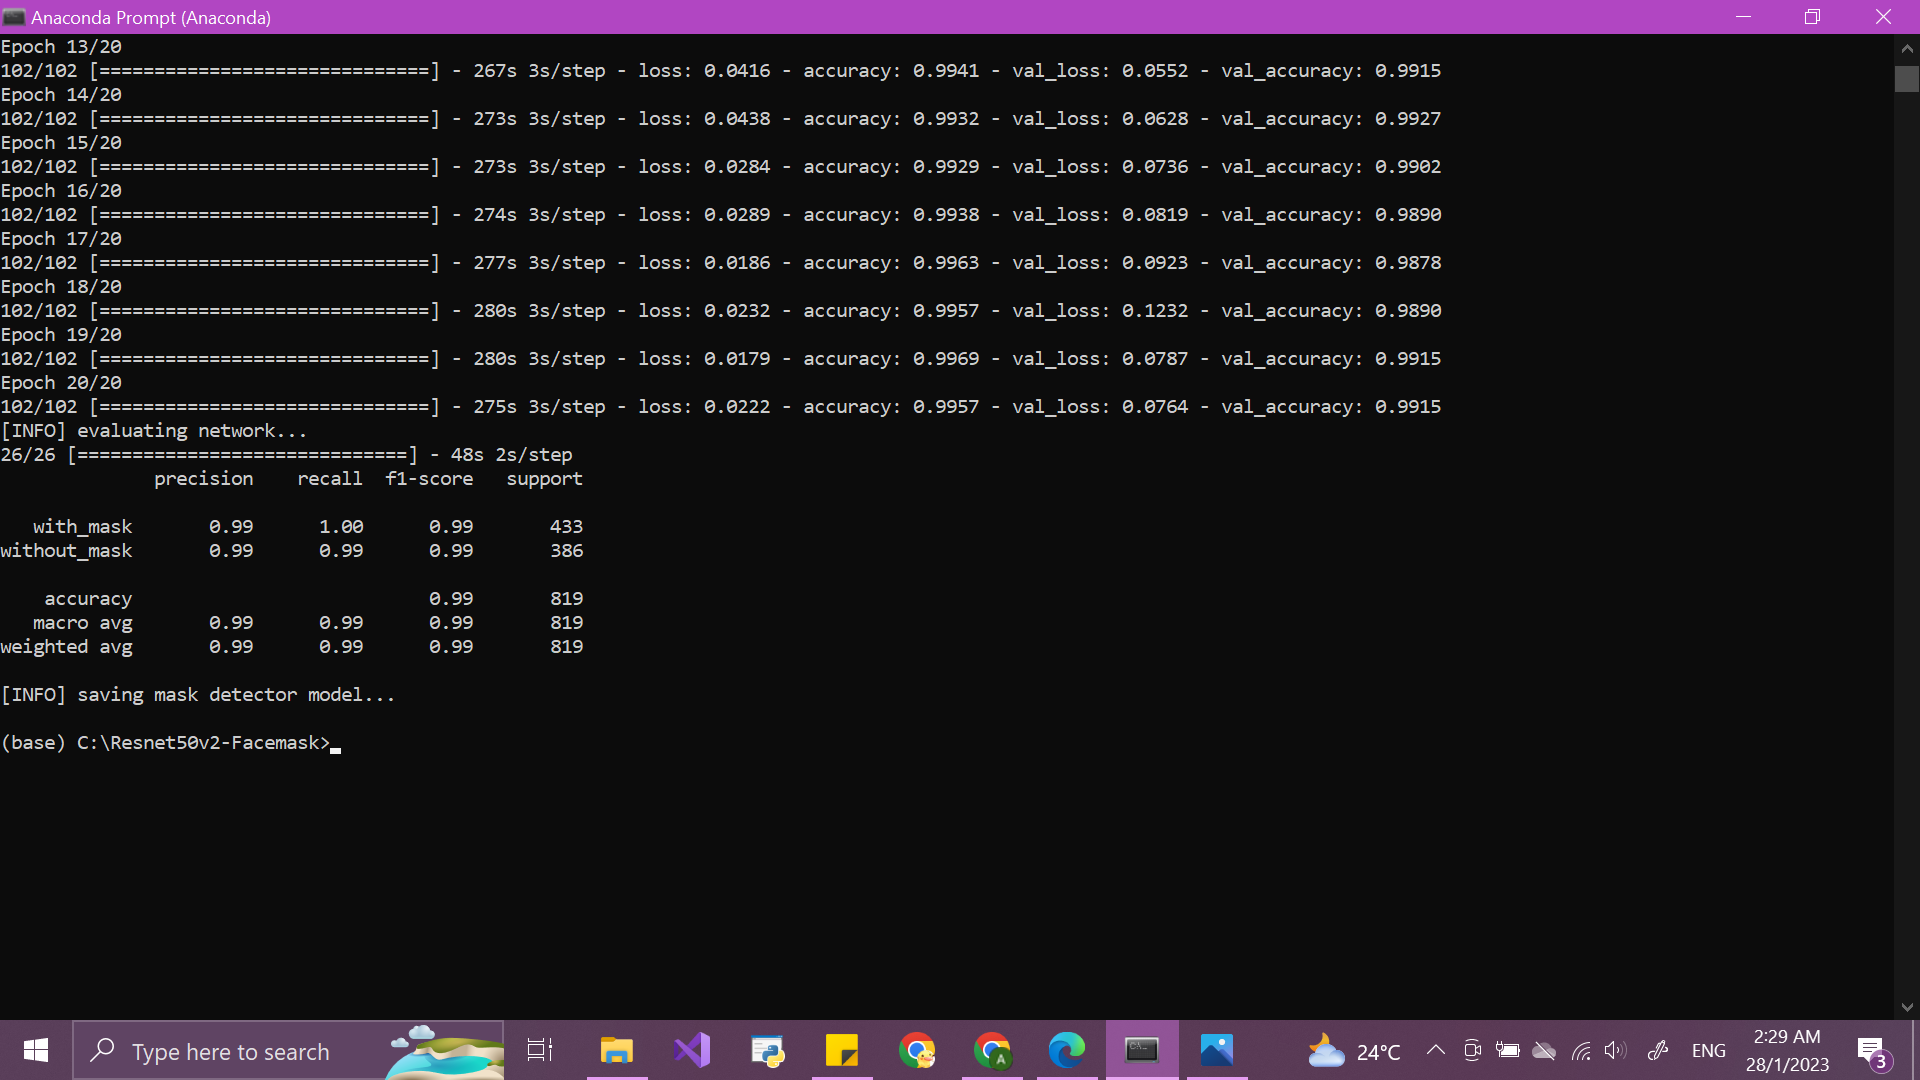 Anaconda Prompt (Anaconda)
Epoch 13/20
102/102 [==============================] - 267s 3s/step - loss: 0.0416 - accuracy: 0.9941 - val_loss: 0.0552 - val_accuracy: 0.9915
Epoch 14/20
102/102 [==============================] - 273s 3s/step - loss: 0.0438 - accuracy: 0.9932 - val_loss: 0.0628 - val_accuracy: 0.9927
Epoch 15/20
102/102 [==============================] - 273s 3s/step - loss: 0.0284 - accuracy: 0.9929 - val_loss: 0.0736 - val_accuracy: 0.9902
Epoch 16/20
102/102 [==============================] - 274s 3s/step - loss: 0.0289 - accuracy: 0.9938 - val_loss: 0.0819 - val_accuracy: 0.9890
Epoch 17/20
102/102 [==============================] - 277s 3s/step - loss: 0.0186 - accuracy: 0.9963 - val_loss: 0.0923 - val_accuracy: 0.9878
Epoch 18/20
102/102 [==============================] - 280s 3s/step - loss: 0.0232 - accuracy: 0.9957 - val_loss: 0.1232 - val_accuracy: 0.9890
Epoch 19/20
102/102 [==============================] - 280s 3s/step - loss: 0.0179 - accuracy: 0.9969 - val_loss: 0.0787 - val_accuracy: 0.9915
Epoch 20/20
102/102 [==============================] - 275s 3s/step - loss: 0.0222 - accuracy: 0.9957 - val_loss: 0.0764 - val_accuracy: 0.9915
[INFO] evaluating network...
26/26 [==============================] - 48s 2s/step
              precision    recall  f1-score   support
   with_mask       0.99      1.00      0.99       433
without_mask       0.99      0.99      0.99       386
    accuracy                           0.99       819
   macro avg       0.99      0.99      0.99       819
weighted avg       0.99      0.99      0.99       819
[INFO] saving mask detector model...
(base) C:\Resnet50v2-Facemask>
Type here to search
A
24°C
ENG
2:29 AM
28/1/2023
3